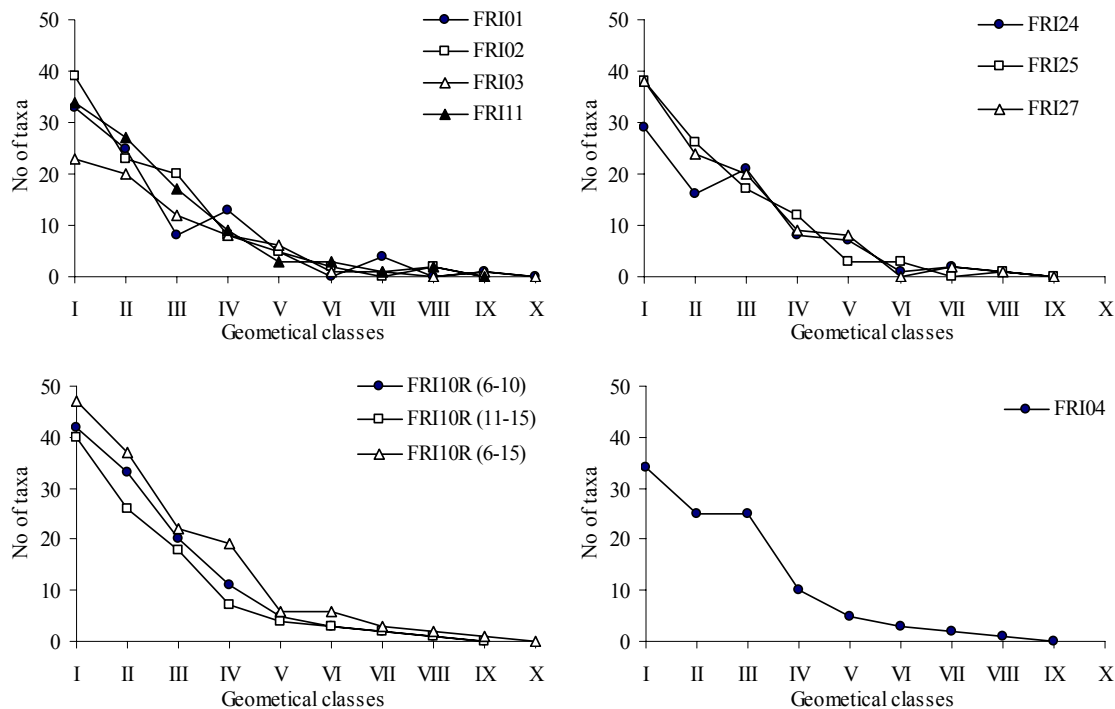 50
40
30
20
10
0
No of taxa
I II III IV V VI VII VIII IX X
Geometical classes
FRI01
FRI02
FRI03
FRI11
50
40
30
20
10
0
No of taxa
I II III IV V VI VII VIII IX X
Geometical classes
FRI24
FRI25
FRI27
50
40
30
20
10
0
No of taxa
I II III IV V VI VII VIII IX X
Geometical classes
FRI10R (6-10)
FRI10R (11-15)
FRI10R (6-15)
50
40
30
20
10
0
No of taxa
I II III IV V VI VII VIII IX X
Geometical classes
FRI04